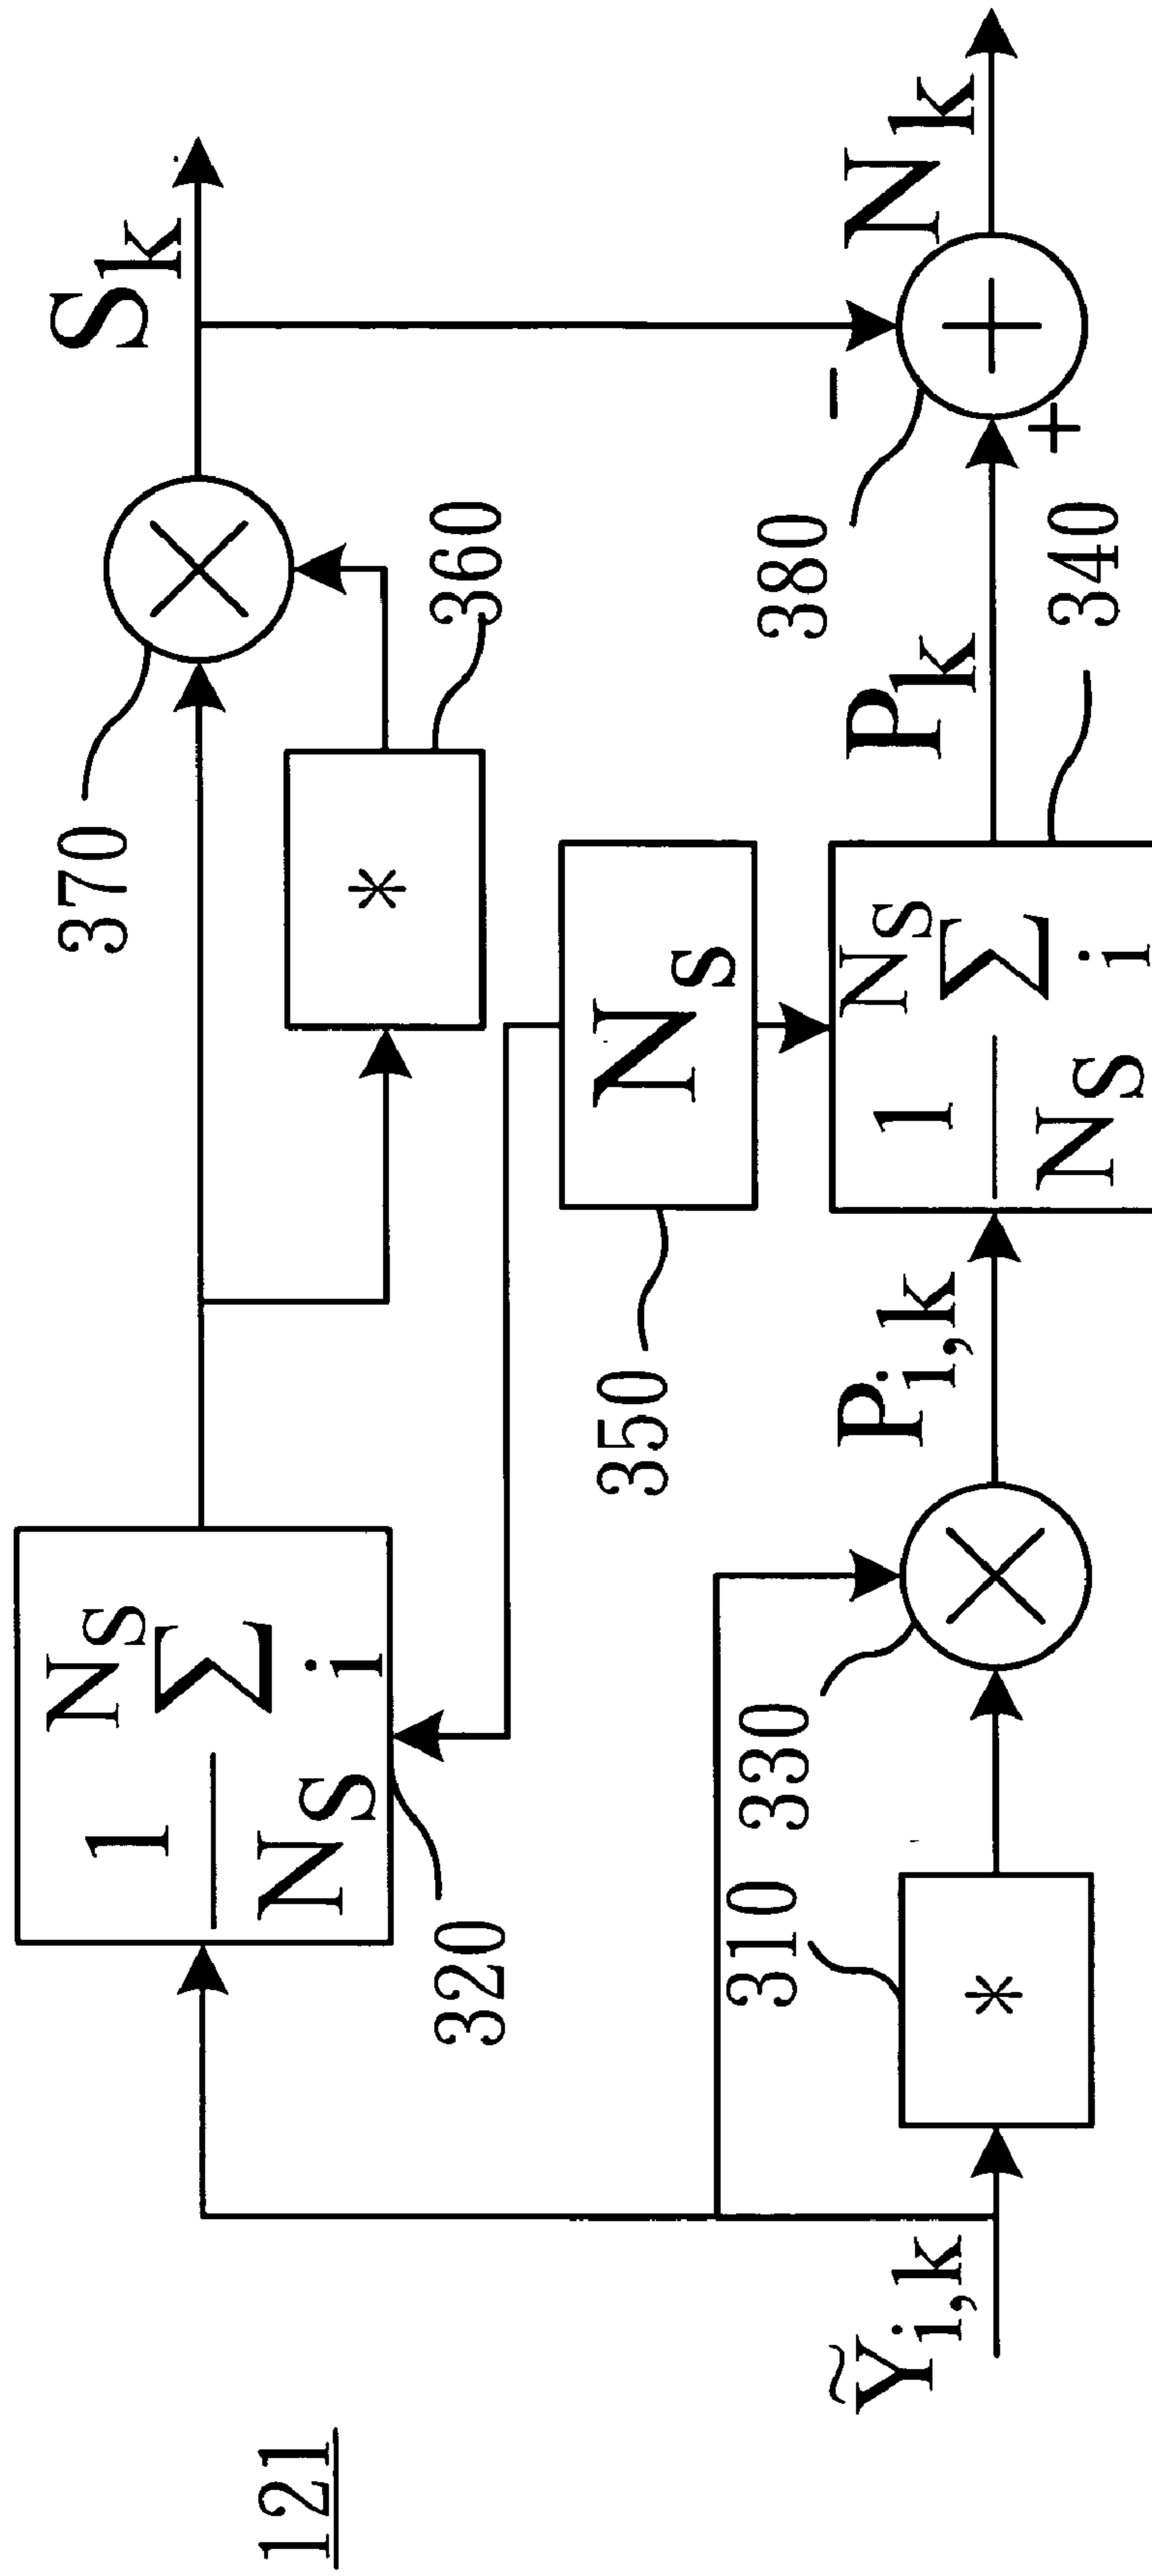 121
Ỹi,k
310
*
330
Pi,k
1
NS
NS
Σ
i
340
Pk
+
-
380
+
Nk
320
1
NS
NS
Σ
i
350
Ns
*
360
370
Sk